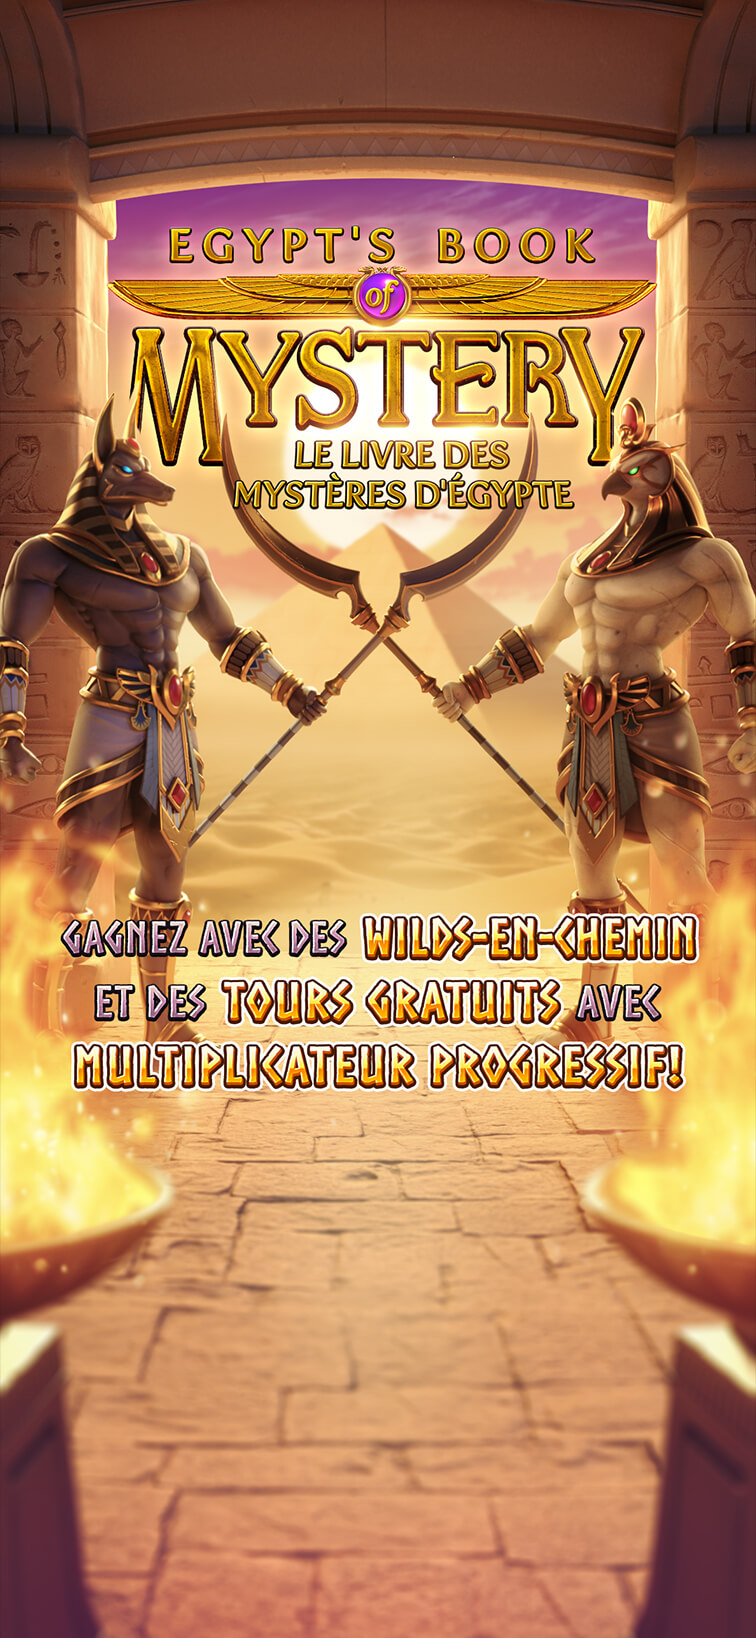 EGYPT'S BOOK
of
MYSTERY
LE LIVRE DES
MYSTÈRES D'ÉGYPTE
GAGNEZ AVEC DES WILDS-EN-CHEMIN
ET DES TOURS GRATUITS AVEC
MULTIPLICATEUR PROGRESSIF!